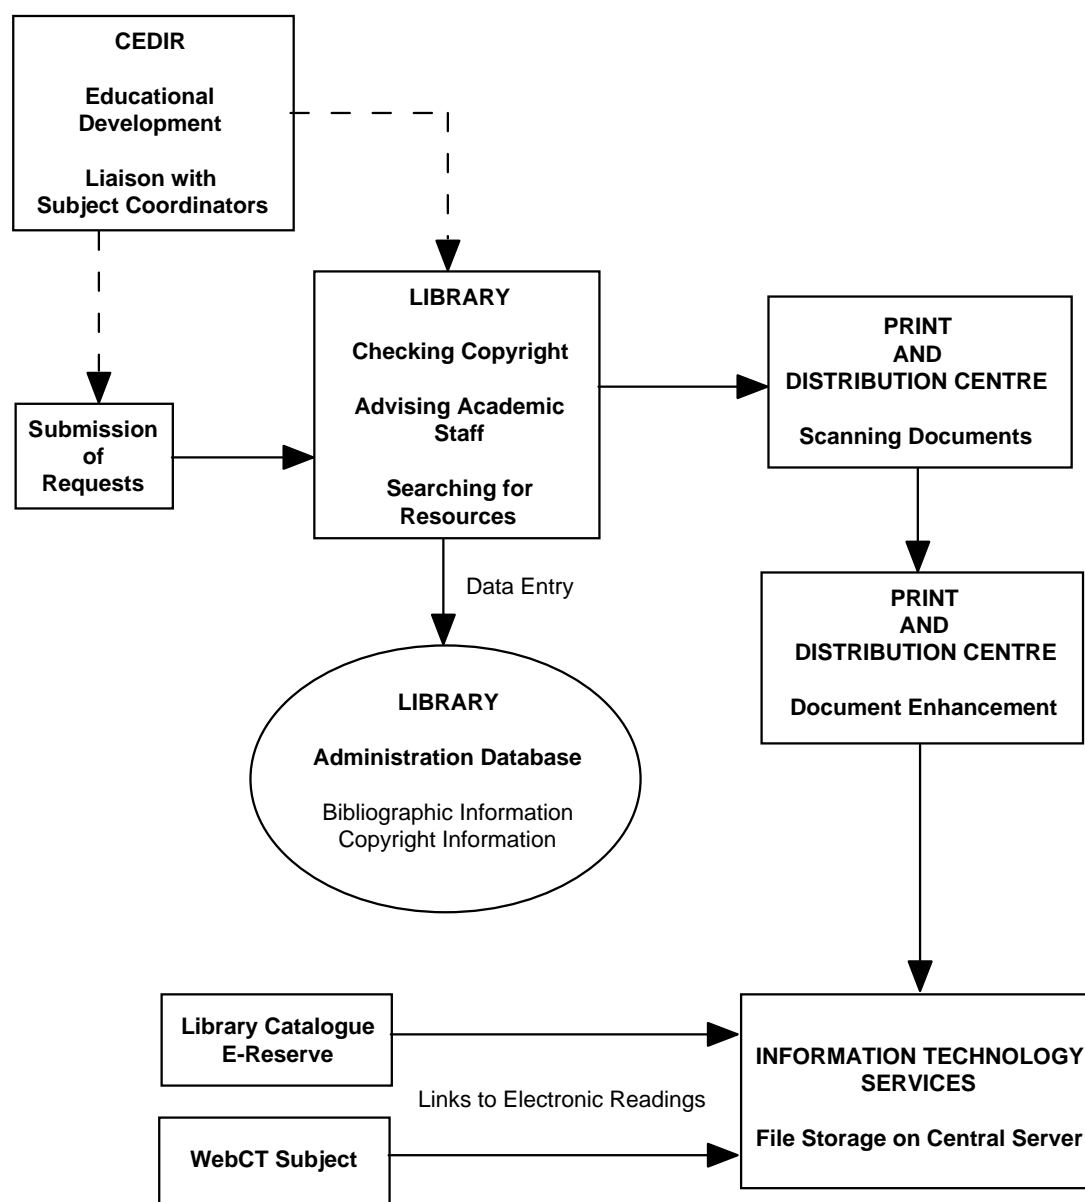 CEDIR
Educational
Development
Liaison with
Subject Coordinators
LIBRARY
Checking Copyright
Advising Academic
Staff
Searching for
Resources
PRINT
AND
DISTRIBUTION CENTRE
Scanning Documents
Submission
of
Requests
Data Entry
PRINT
AND
DISTRIBUTION CENTRE
Document Enhancement
LIBRARY
Administration Database
Bibliographic Information
Copyright Information
Library Catalogue
E-Reserve
Links to Electronic Readings
WebCT Subject
INFORMATION TECHNOLOGY
SERVICES
File Storage on Central Server